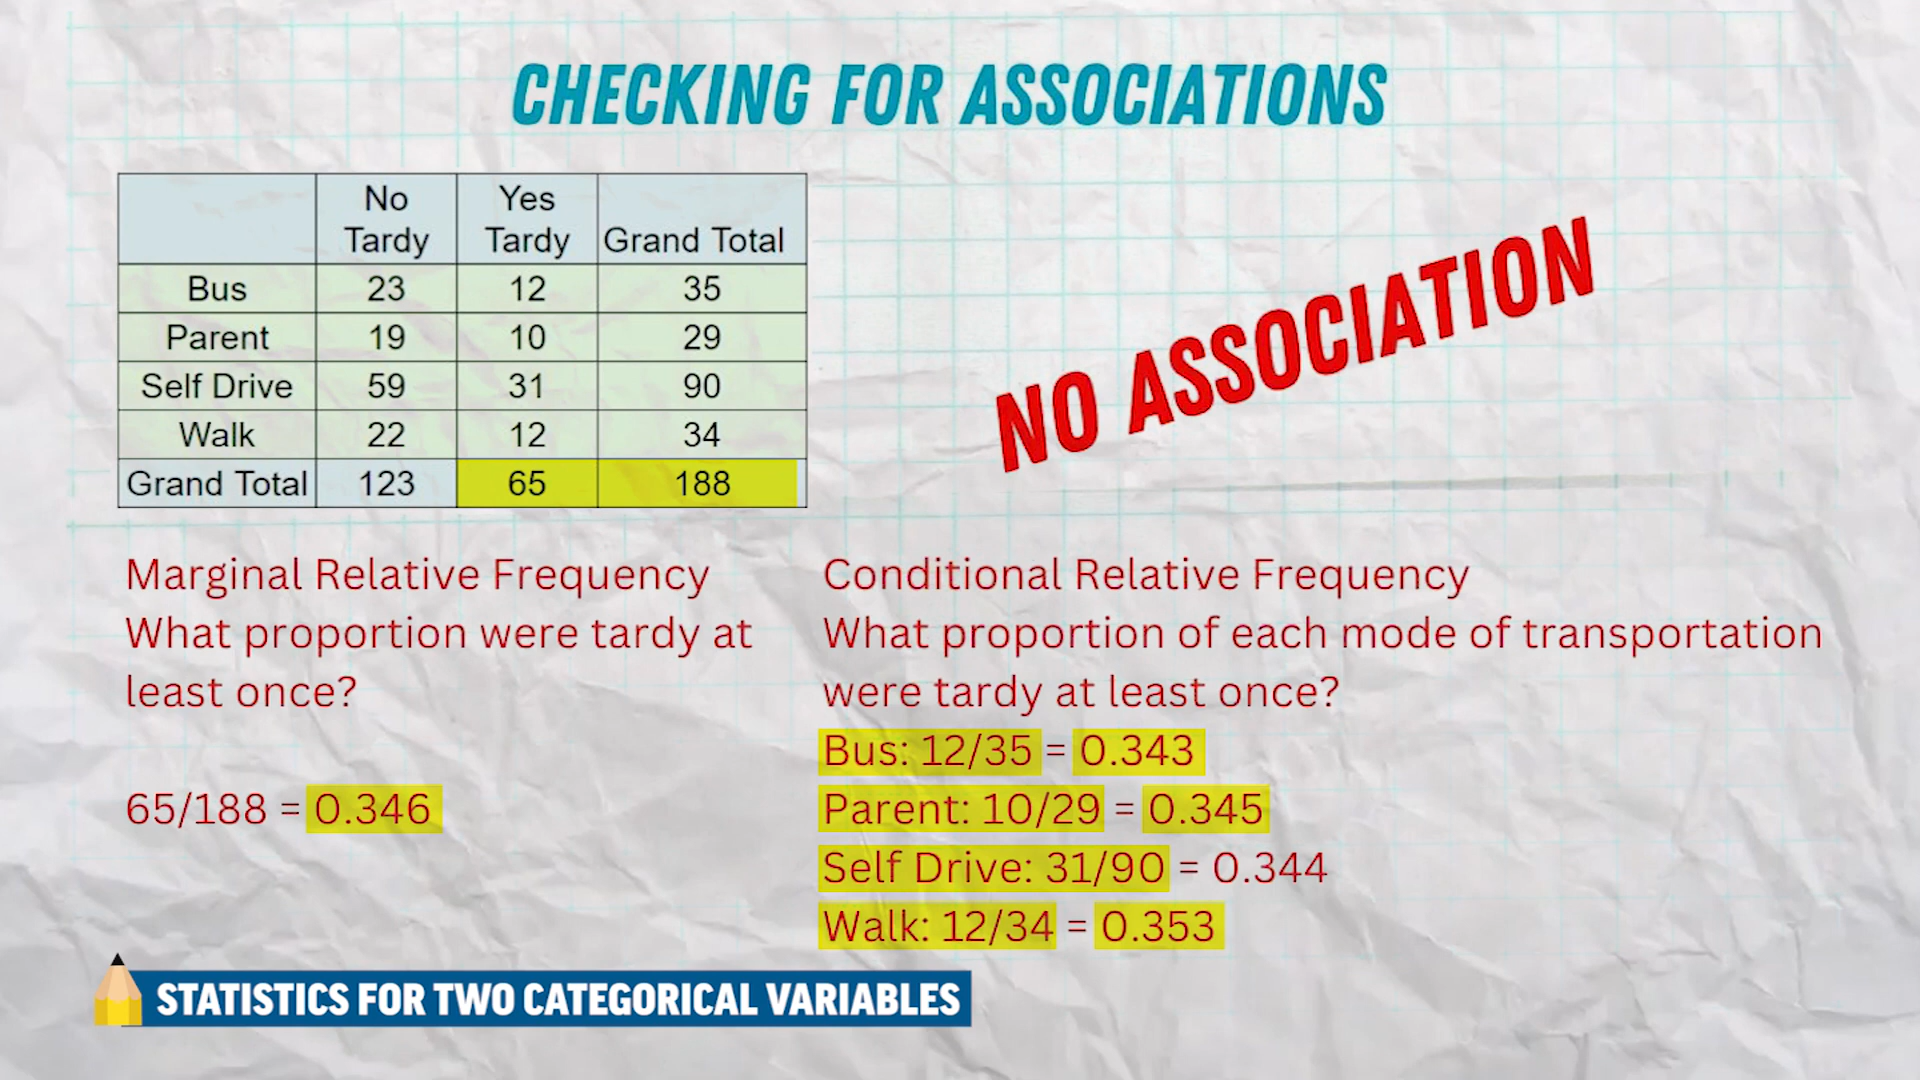 CHECKING FOR ASSOCIATIONS
No Tardy Yes Tardy Grand Total
Bus 23 12 35
Parent 19 10 29
Self Drive 59 31 90
Walk 22 12 34
Grand Total 123 65 188
NO ASSOCIATION
Marginal Relative Frequency
What proportion were tardy at
least once?
65/188 = 0.346
Conditional Relative Frequency
What proportion of each mode of transportation
were tardy at least once?
Bus: 12/35 = 0.343
Parent: 10/29 = 0.345
Self Drive: 31/90 = 0.344
Walk: 12/34 = 0.353
STATISTICS FOR TWO CATEGORICAL VARIABLES